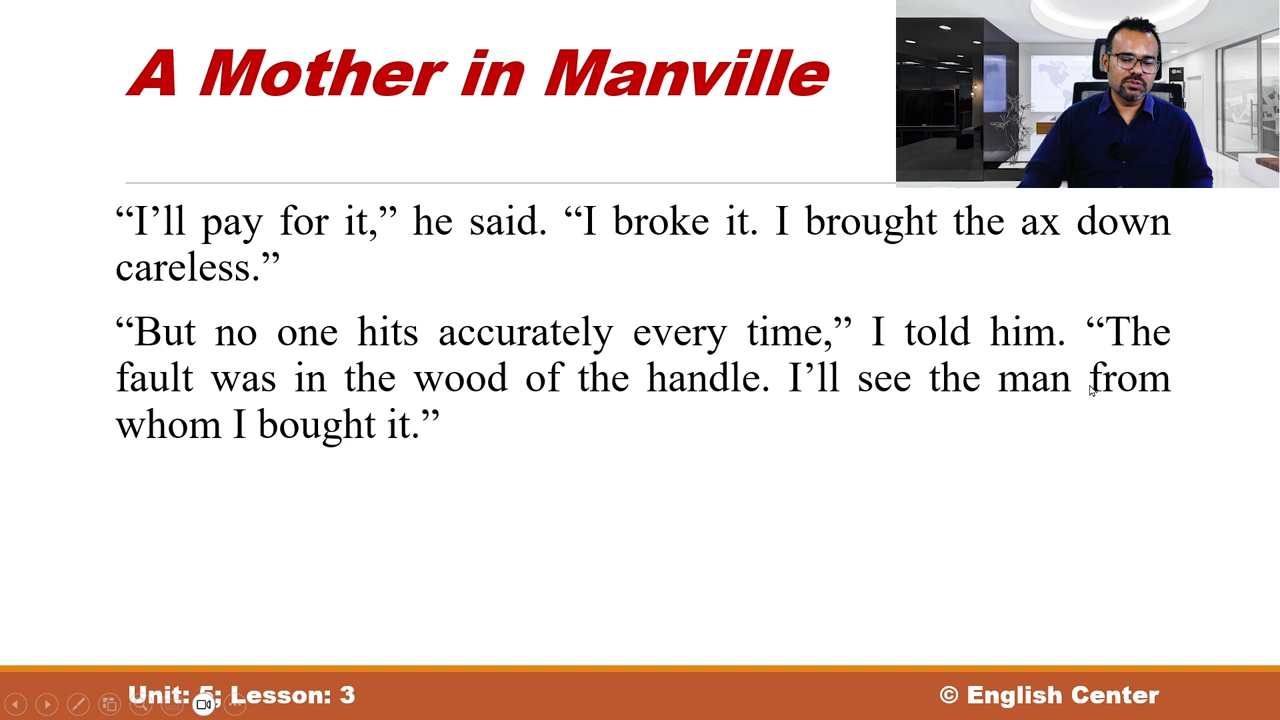 A Mother in Manville
“I’ll pay for it,” he said. “I broke it. I brought the ax down
careless.”
“But no one hits accurately every time,” I told him. “The
fault was in the wood of the handle. I’ll see the man from
whom I bought it.”
Unit: 5; Lesson: 3
© English Center